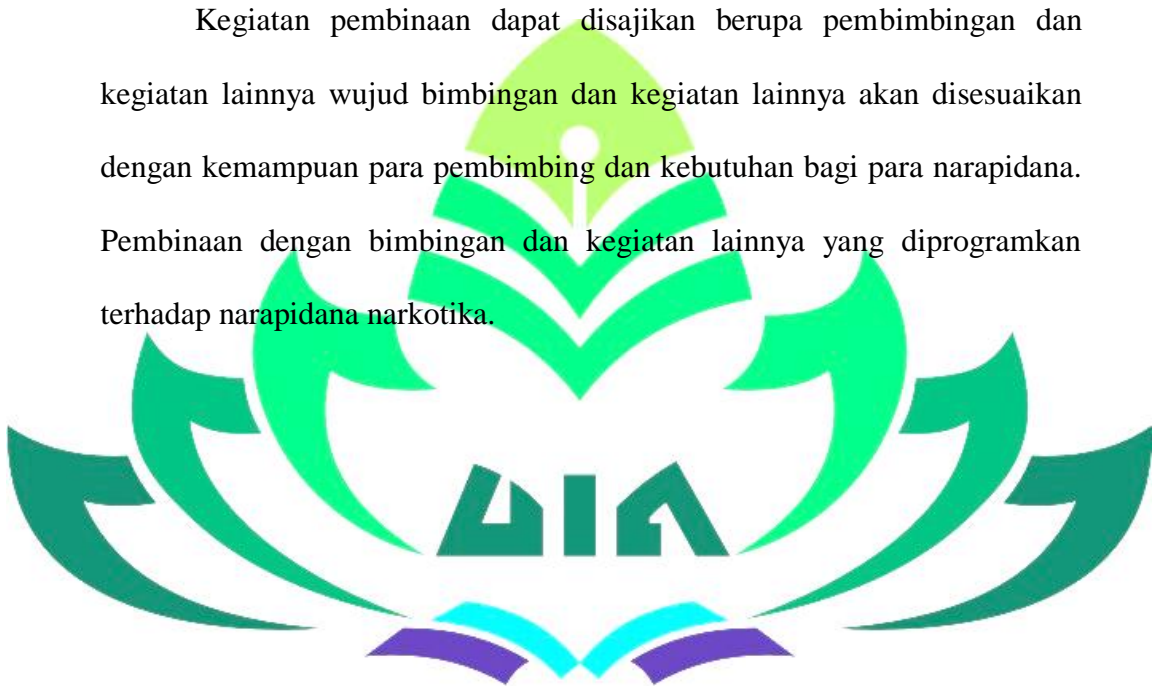 Kegiatan pembinaan dapat disajikan berupa pembimbingan dan
kegiatan lainnya wujud bimbingan dan kegiatan lainnya akan disesuaikan
dengan kemampuan para pembimbing dan kebutuhan bagi para narapidana.
Pembinaan dengan bimbingan dan kegiatan lainnya yang diprogramkan
terhadap narapidana narkotika.
UIN